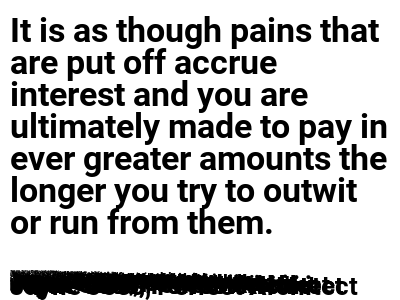 It is as though pains that
are put off accrue
interest and you are
ultimately made to pay in
ever greater amounts the
longer you try to outwit
or run from them.